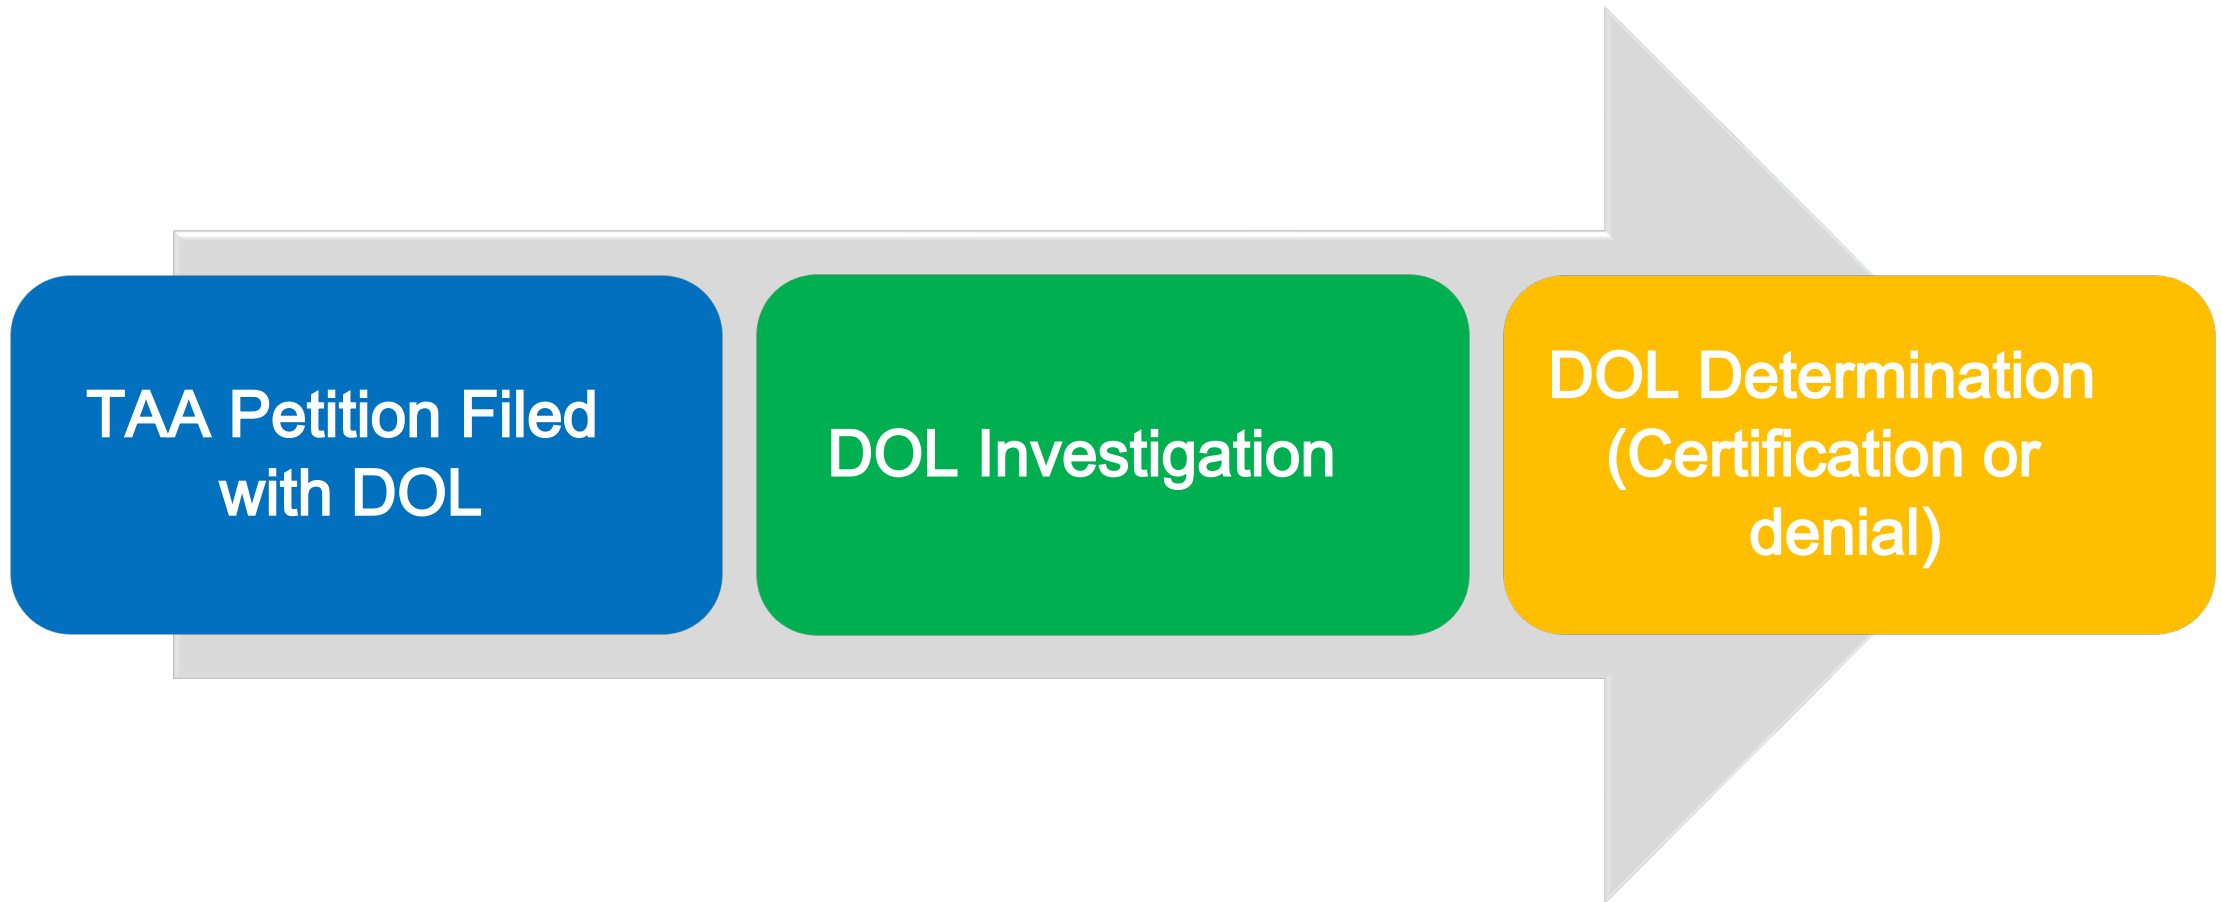 TAA Petition Filed
with DOL
DOL Investigation
DOL Determination
(Certification or
denial)